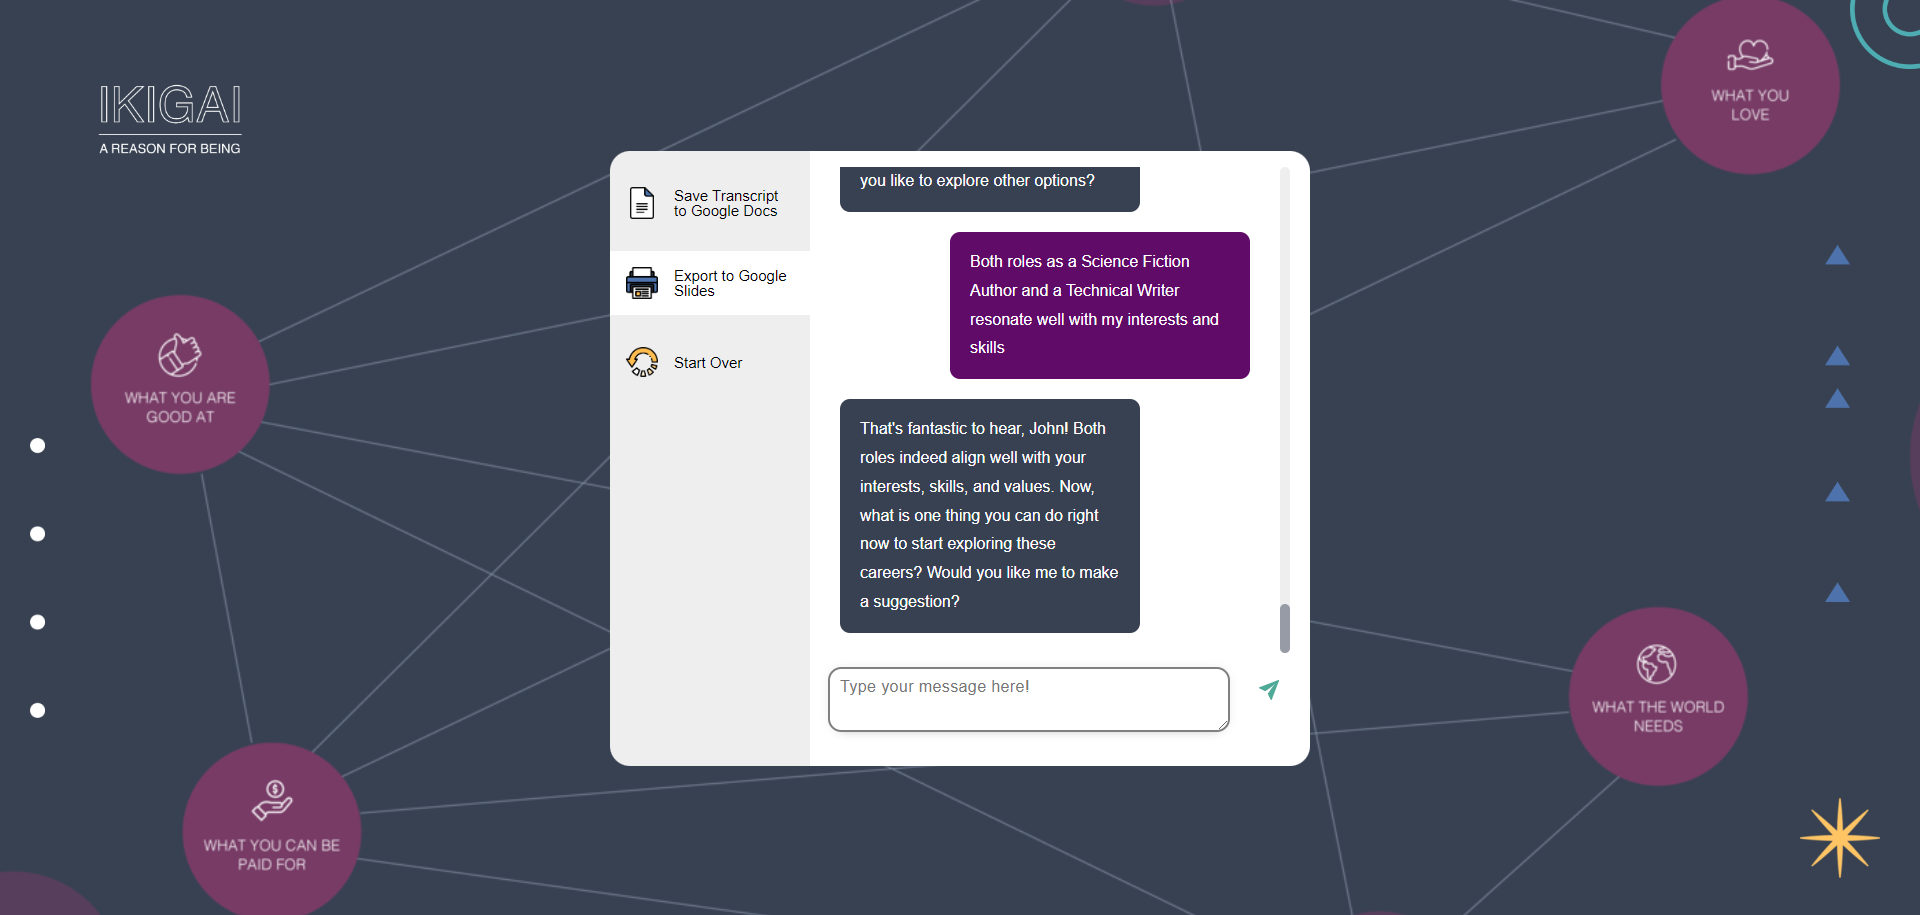 IKIGAI
A REASON FOR BEING
WHAT YOU
LOVE
WHAT YOU ARE
GOOD AT
WHAT YOU CAN BE
PAID FOR
WHAT THE WORLD
NEEDS
Save Transcript
to Google Docs
Export to Google
Slides
Start Over
you like to explore other options?
Both roles as a Science Fiction
Author and a Technical Writer
resonate well with my interests and
skills
That's fantastic to hear, John! Both
roles indeed align well with your
interests, skills, and values. Now,
what is one thing you can do right
now to start exploring these
careers? Would you like me to make
a suggestion?
Type your message here!